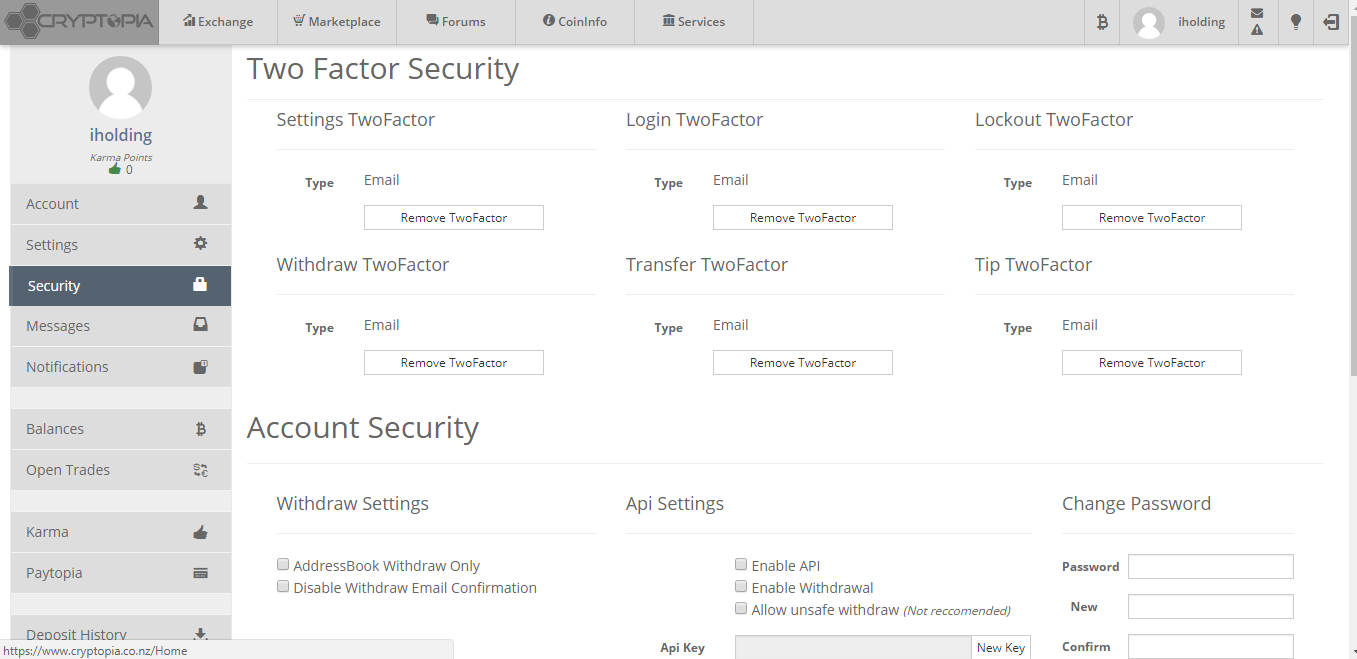 CRYPTOPIA Exchange Marketplace Forums CoinInfo Services iholding
iholding
Karma Points
0
Account
Settings
Security
Messages
Notifications
Balances
Open Trades
Karma
Paytopia
Deposit History
Two Factor Security
Settings TwoFactor
Type Email
Remove TwoFactor
Login TwoFactor
Type Email
Remove TwoFactor
Lockout TwoFactor
Type Email
Remove TwoFactor
Withdraw TwoFactor
Type Email
Remove TwoFactor
Transfer TwoFactor
Type Email
Remove TwoFactor
Tip TwoFactor
Type Email
Remove TwoFactor
Account Security
Withdraw Settings
AddressBook Withdraw Only
Disable Withdraw Email Confirmation
Api Settings
Enable API
Enable Withdrawal
Allow unsafe withdraw (Not reccomended)
Api Key New Key
Change Password
Password
New
Confirm
https://www.cryptopia.co.nz/Home